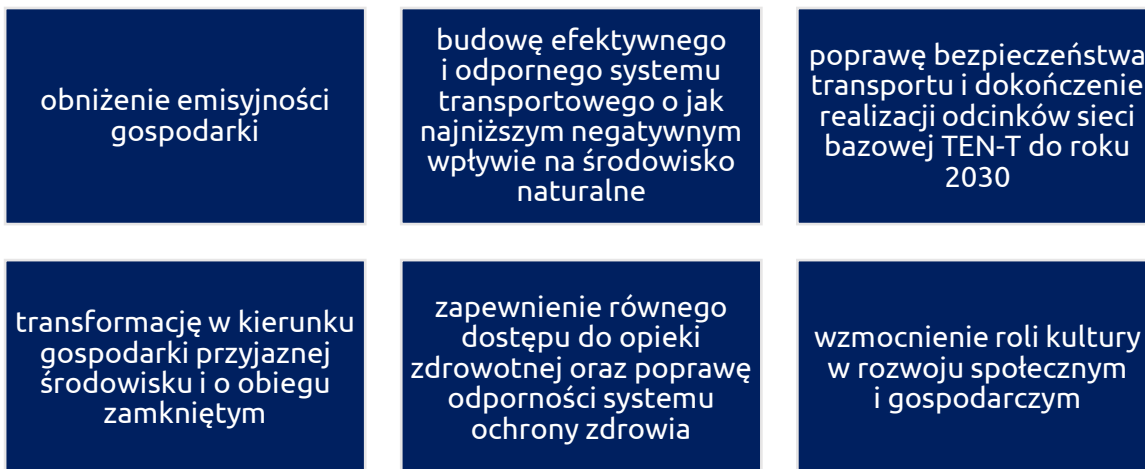 obniżenie emisyjności
gospodarki
budowę efektywnego
i odpornego systemu
transportowego o jak
najniższym negatywnym
wpływie na środowisko
naturalne
poprawę bezpieczeństwa
transportu i dokończenie
realizacji odcinków sieci
bazowej TEN-T do roku
2030
transformację w kierunku
gospodarki przyjaznej
środowisku i o obiegu
zamkniętym
zapewnienie równego
dostępu do opieki
zdrowotnej oraz poprawę
odporności systemu
ochrony zdrowia
wzmocnienie roli kultury
w rozwoju społecznym
i gospodarczym